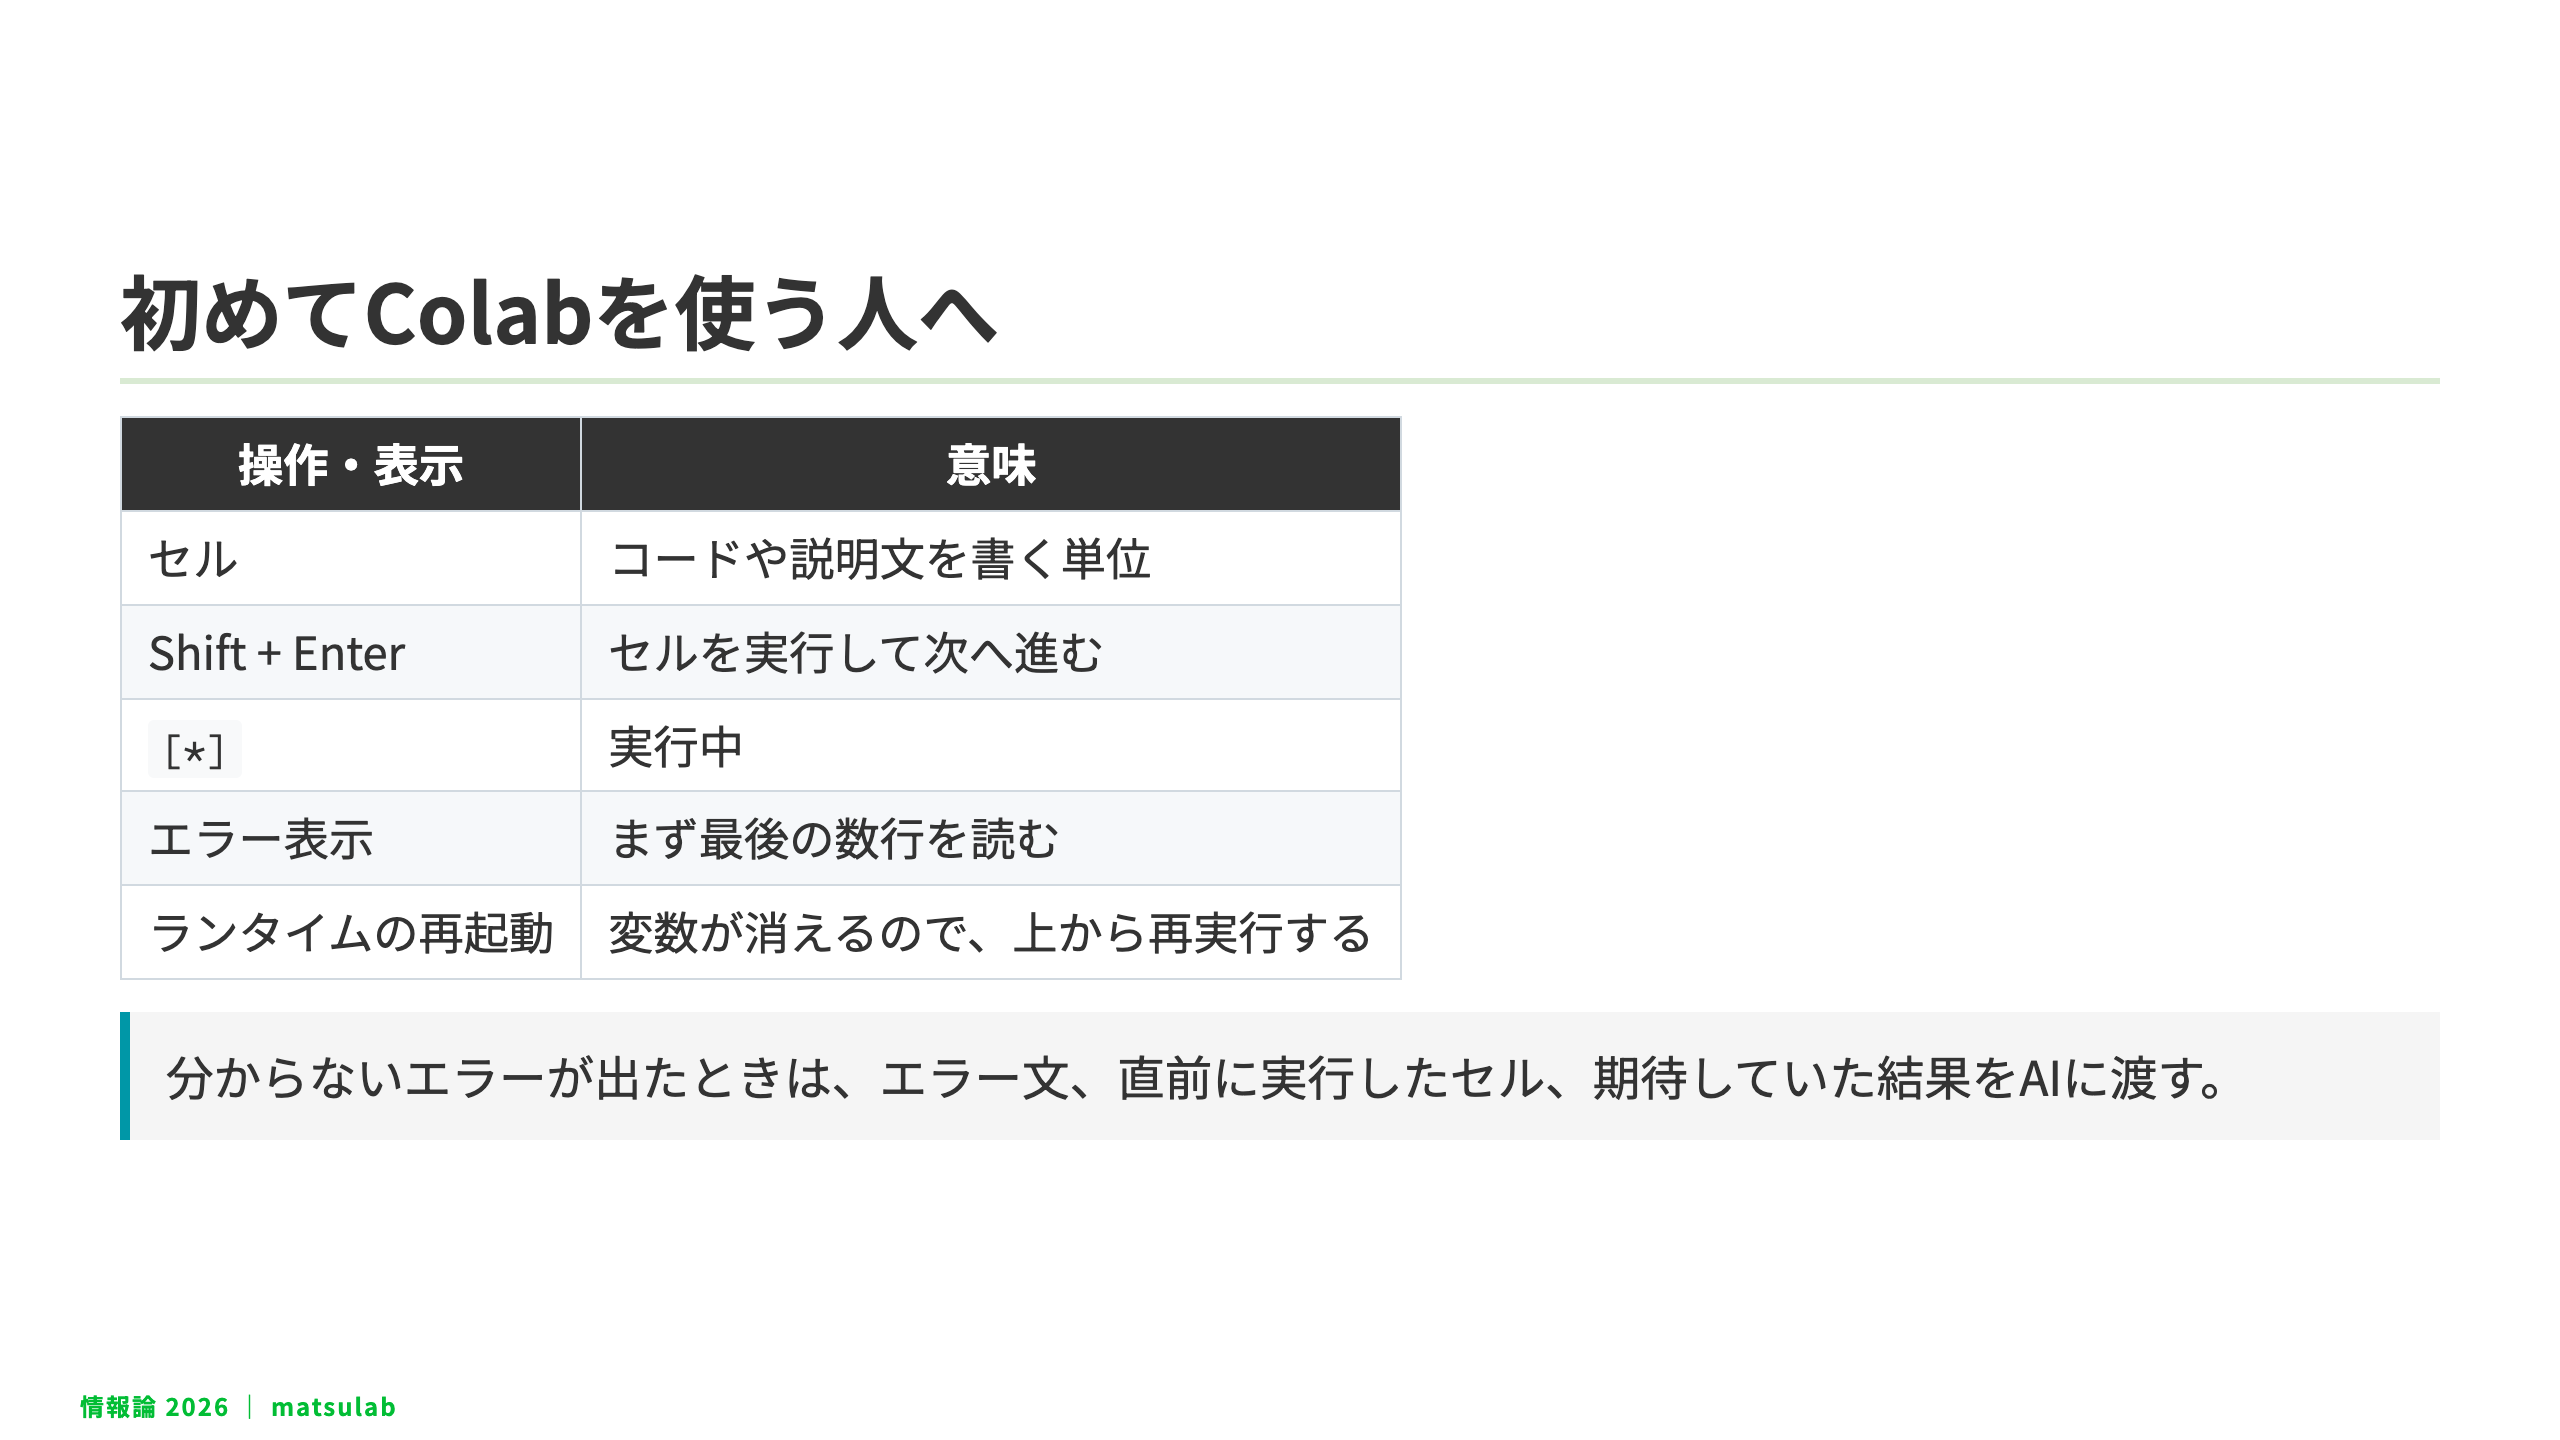 初めてColabを使う人へ
操作・表示 意味
セル コードや説明文を書く単位
Shift + Enter セルを実行して次へ進む
[*] 実行中
エラー表示 まず最後の数行を読む
ランタイムの再起動 変数が消えるので、上から再実行する
分からないエラーが出たときは、エラー文、直前に実行したセル、期待していた結果をAIに渡す。
情報論 2026 ｜ matsulab